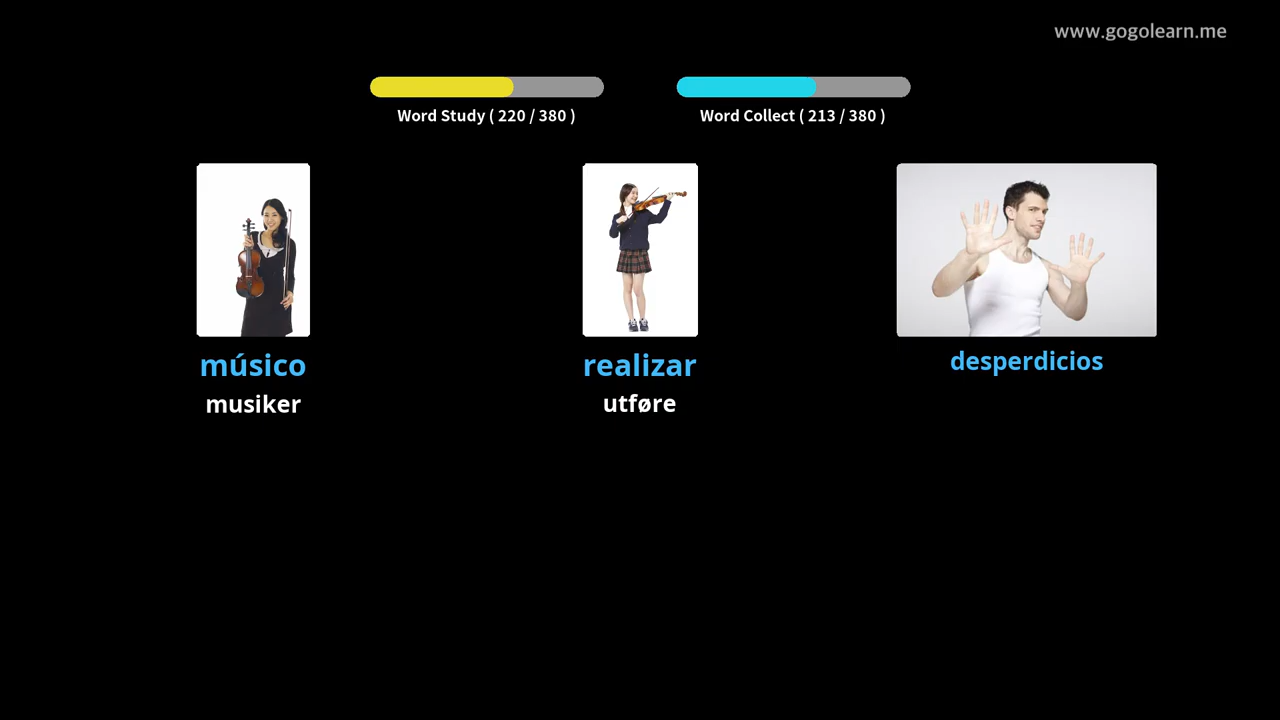 www.gogolearn.me
Word Study ( 220 / 380 )
Word Collect ( 213 / 380 )
músico
realizar
desperdicios
musiker
utføre